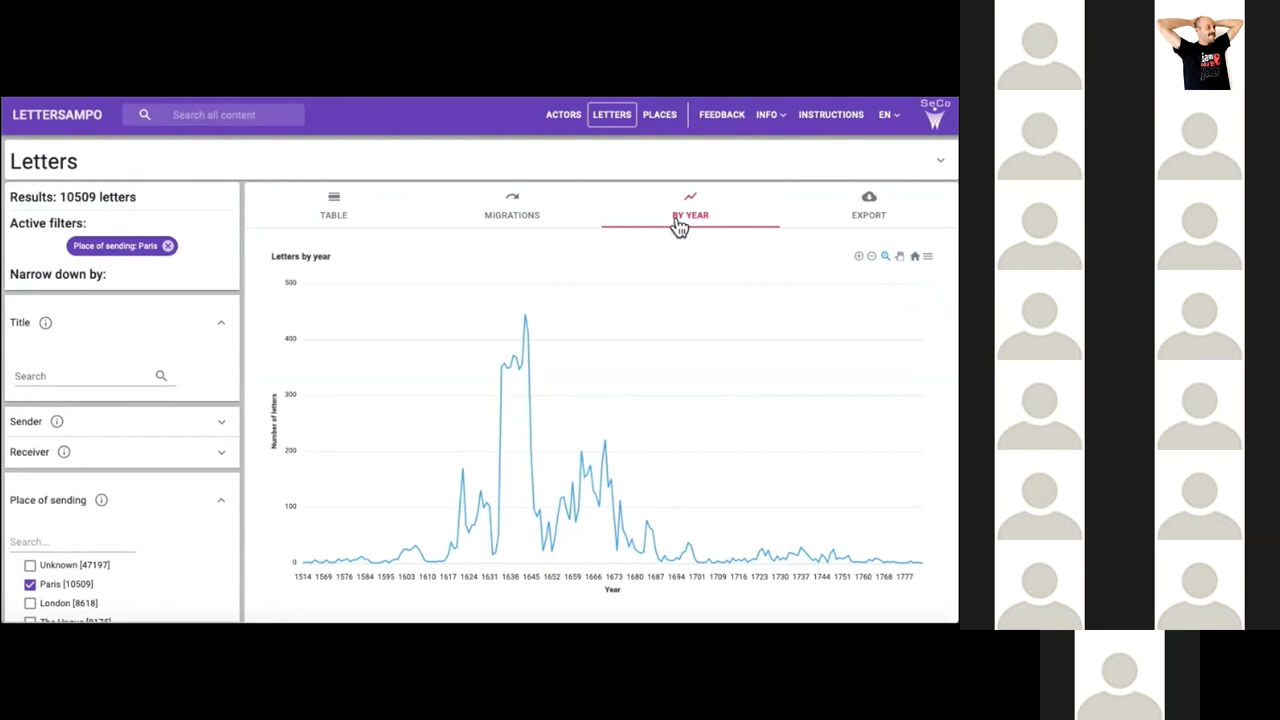 LETTERSAMPO
Search all content
ACTORS
LETTERS
PLACES
FEEDBACK
INFO
INSTRUCTIONS
EN
SeCo
Letters
Results: 10509 letters
Active filters:
Place of sending: Paris
Narrow down by:
Title
Search
Sender
Receiver
Place of sending
Search...
Unknown [47197]
Paris [10509]
London [8618]
TABLE
MIGRATIONS
BY YEAR
EXPORT
Letters by year
500
400
300
200
100
0
Number of letters
1514 1569 1576 1584 1595 1603 1610 1617 1624 1631 1638 1645 1652 1659 1666 1673 1680 1687 1694 1701 1709 1716 1723 1730 1737 1744 1751 1760 1768 1777
Year